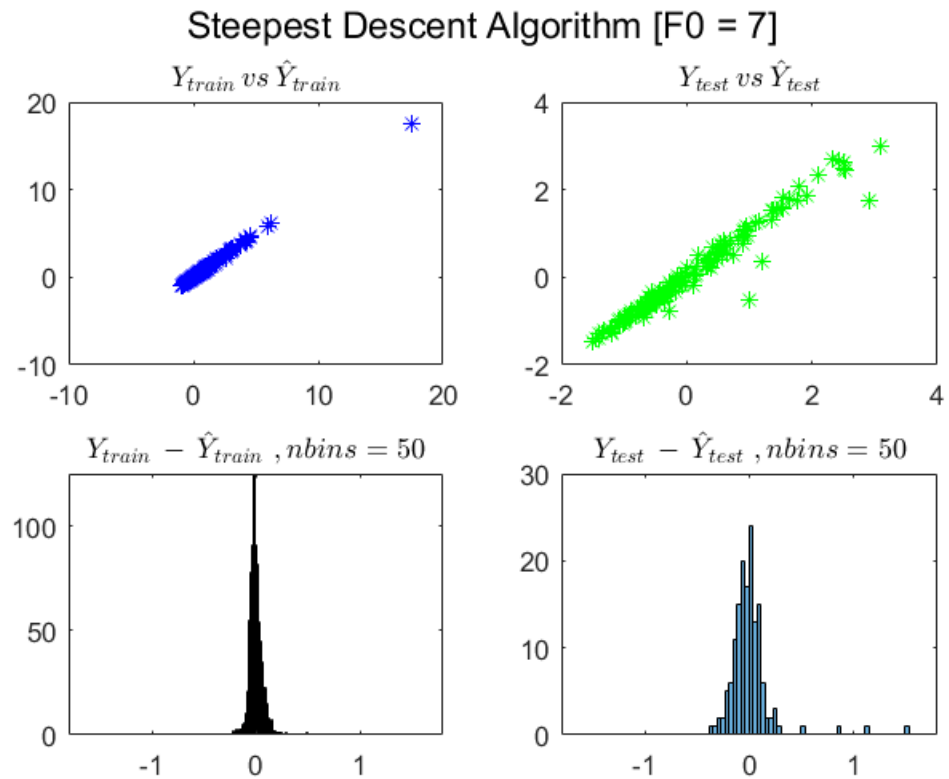 Steepest Descent Algorithm [F0 = 7]
Y_train vs Ŷ_train
Y_test vs Ŷ_test
20
10
0
-10
-10 0 10 20
4
2
0
-2
-2 0 2 4
Y_train − Ŷ_train , nbins = 50
Y_test − Ŷ_test , nbins = 50
100
50
0
-1 0 1
30
20
10
0
-1 0 1